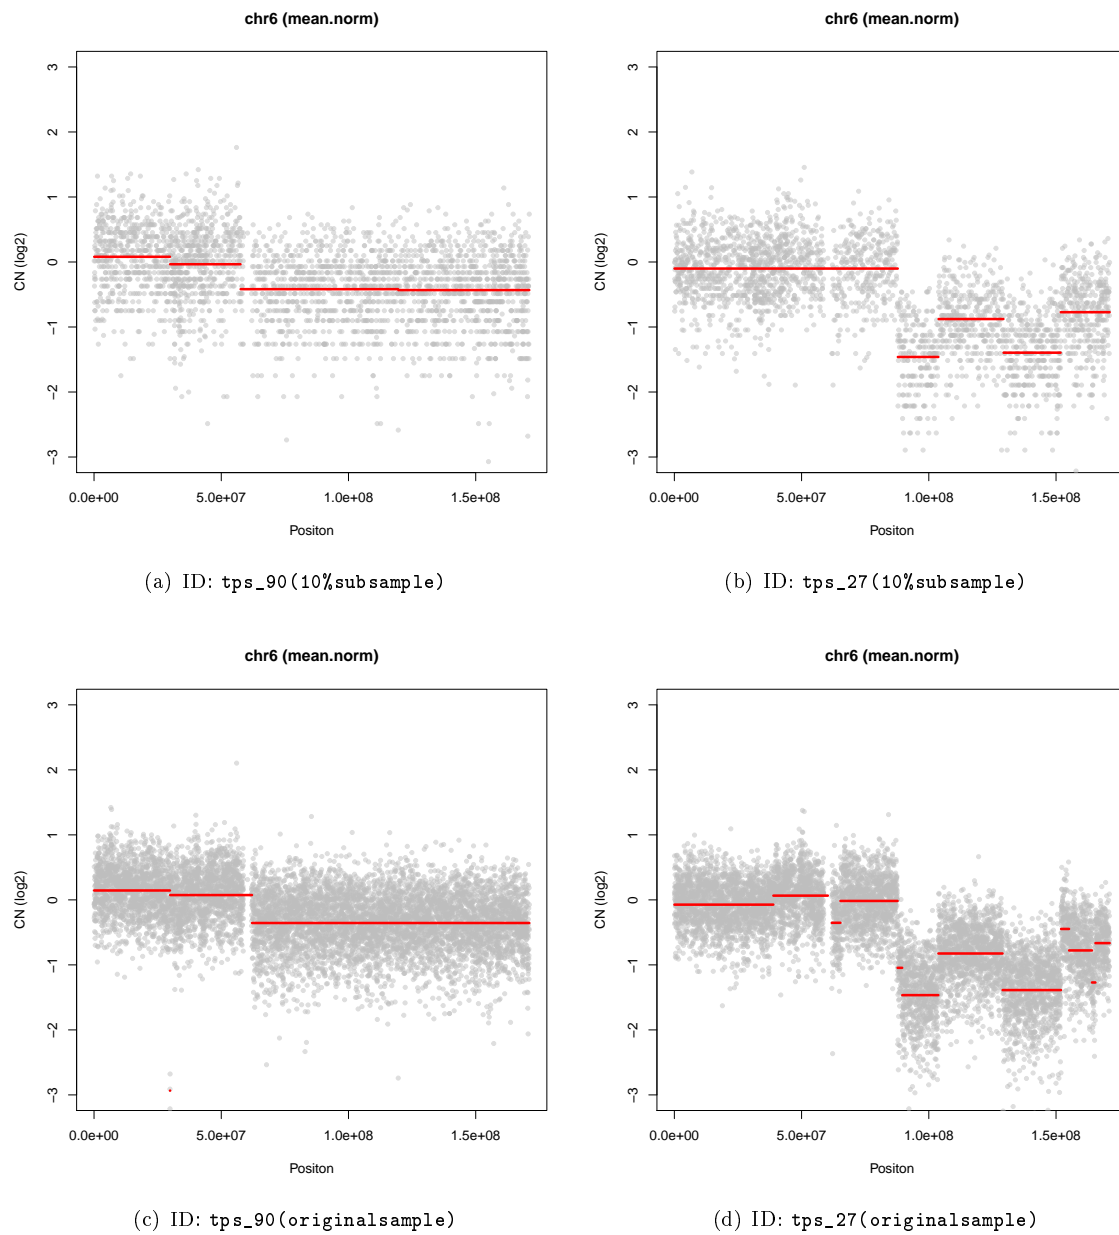 chr6 (mean.norm)
chr6 (mean.norm)
3
2
1
0
-1
-2
-3
CN (log2)
0.0e+00 5.0e+07 1.0e+08 1.5e+08
Positon
3
2
1
0
-1
-2
-3
CN (log2)
0.0e+00 5.0e+07 1.0e+08 1.5e+08
Positon
(a) ID: tps_90(10%subsample)
(b) ID: tps_27(10%subsample)
chr6 (mean.norm)
chr6 (mean.norm)
3
2
1
0
-1
-2
-3
CN (log2)
0.0e+00 5.0e+07 1.0e+08 1.5e+08
Positon
3
2
1
0
-1
-2
-3
CN (log2)
0.0e+00 5.0e+07 1.0e+08 1.5e+08
Positon
(c) ID: tps_90(originalsample)
(d) ID: tps_27(originalsample)